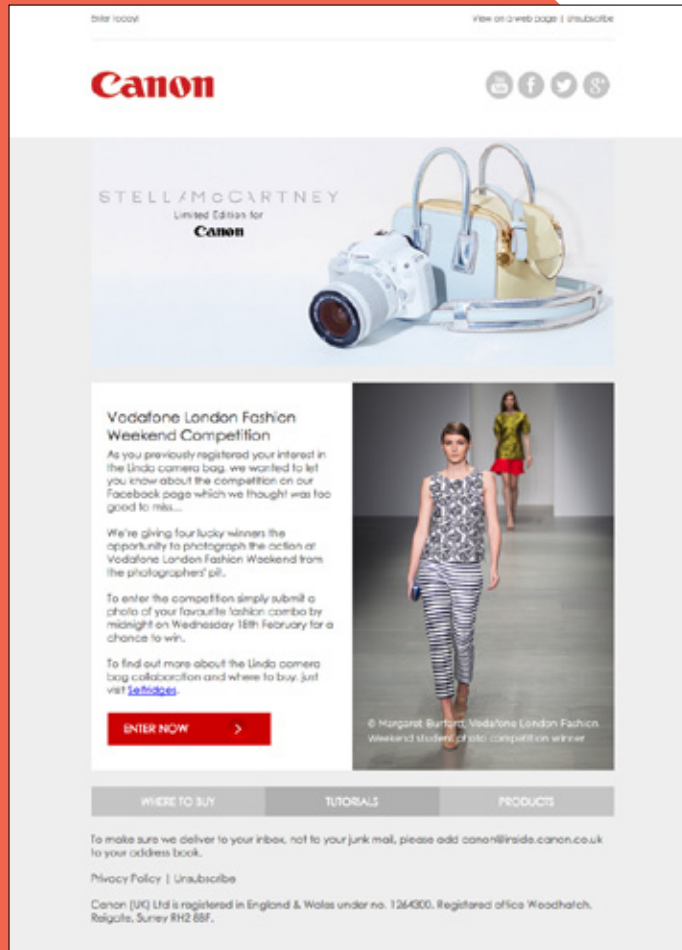 Enter today!
View on a web page | Unsubscribe
Canon
You Tube
STELLA McCARTNEY
Limited Edition for
Canon
Vodafone London Fashion
Weekend Competition
As you previously registered your interest in
the Linda camera bag, we wanted to let
you know about the competition on our
Facebook page which we thought was too
good to miss...
We're giving four lucky winners the
opportunity to photograph the action at
Vodafone London Fashion Weekend from
the photographers' pit.
To enter the competition simply submit a
photo of your favourite fashion combo by
midnight on Wednesday 18th February for a
chance to win.
To find out more about the Linda camera
bag collaboration and where to buy, just
visit Selfridges.
ENTER NOW >
© Margaret Burford, Vodafone London Fashion
Weekend student photo competition winner
WHERE TO BUY
TUTORIALS
PRODUCTS
To make sure we deliver to your inbox, not to your junk mail, please add canon@inside.canon.co.uk
to your address book.
Privacy Policy | Unsubscribe
Canon (UK) Ltd is registered in England & Wales under no. 1264300. Registered office Woodhatch,
Reigate, Surrey RH2 8BF.